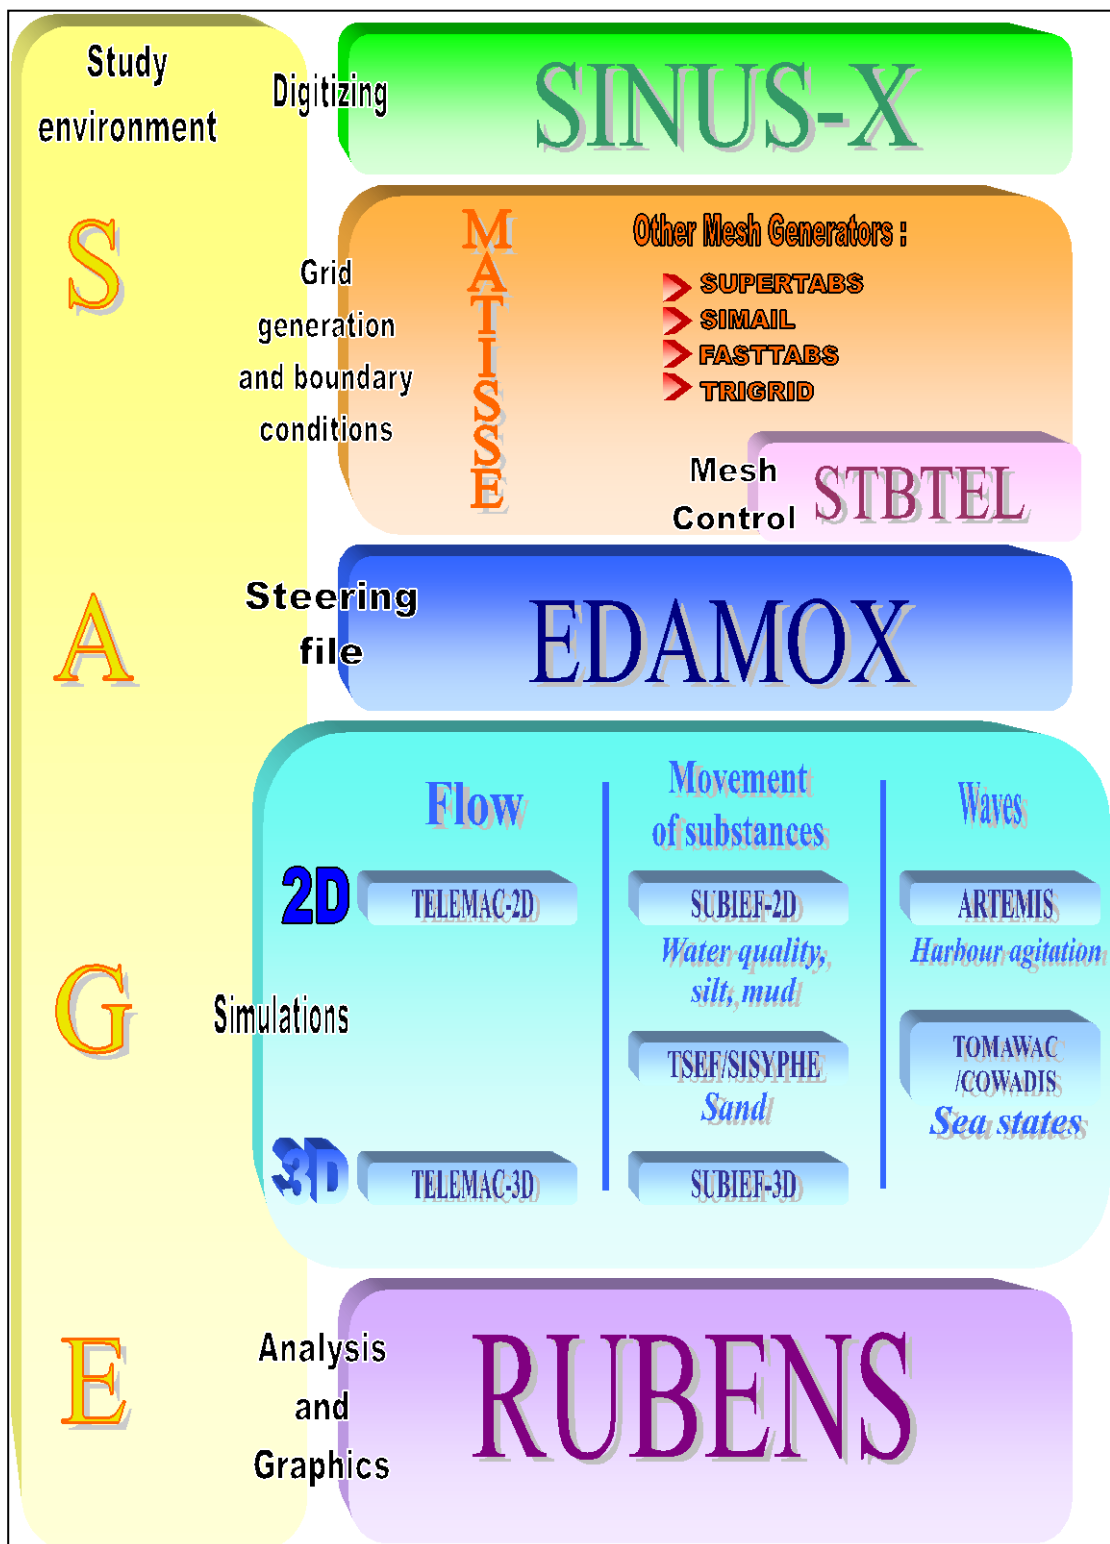 Study
environment
S
A
G
E
Digitizing
SINUS-X
Grid
generation
and boundary
conditions
MATISSE
Other Mesh Generators :
SUPERTABS
SIMAIL
FASTTABS
TRIGRID
Mesh
Control
STBTEL
Steering
file
EDAMOX
Simulations
Flow
Movement
of substances
Waves
2D
TELEMAC-2D
SUBIEF-2D
Water quality,
silt, mud
ARTEMIS
Harbour agitation
TSEF/SISYPHE
Sand
TOMAWAC
/COWADIS
Sea states
3D
TELEMAC-3D
SUBIEF-3D
Analysis
and
Graphics
RUBENS